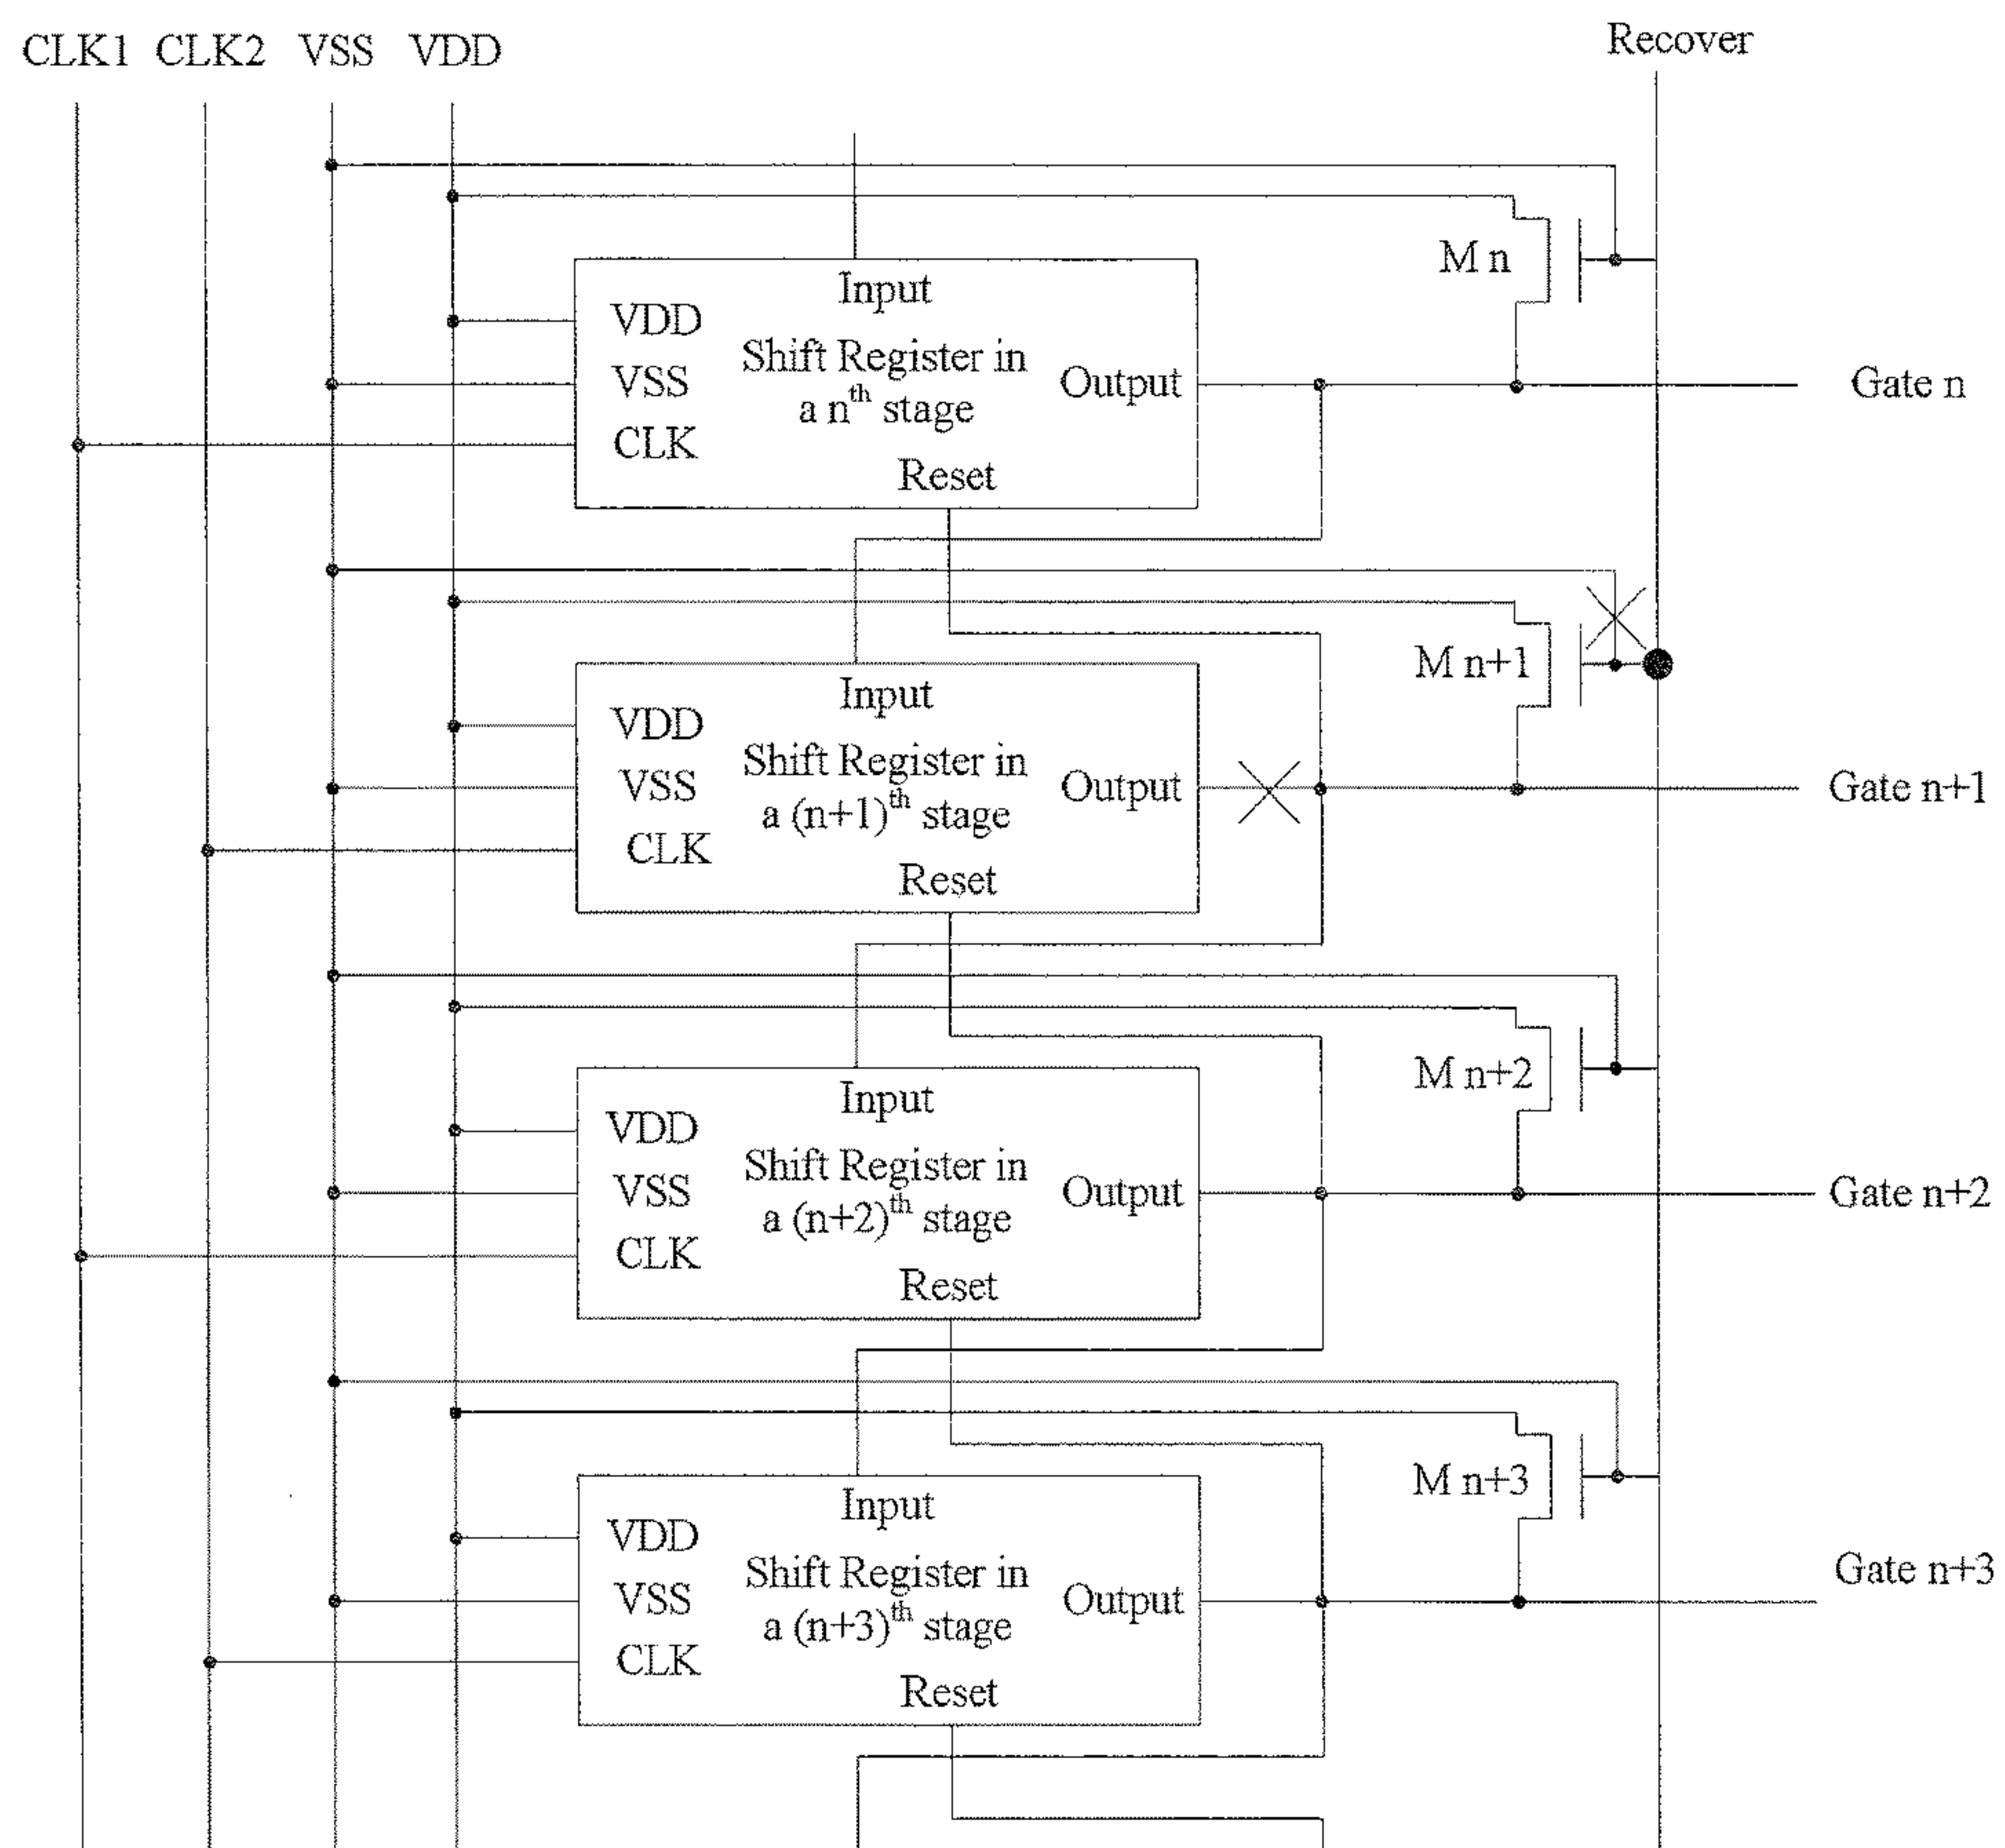 CLK1 CLK2 VSS VDD
Recover
M n
Input
VDD
Shift Register in
VSS
Output
a nth stage
CLK
Reset
Gate n
M n+1
Input
VDD
Shift Register in
VSS
Output
a (n+1)th stage
CLK
Reset
Gate n+1
M n+2
Input
VDD
Shift Register in
VSS
Output
a (n+2)th stage
CLK
Reset
Gate n+2
M n+3
Input
VDD
Shift Register in
VSS
Output
a (n+3)th stage
CLK
Reset
Gate n+3